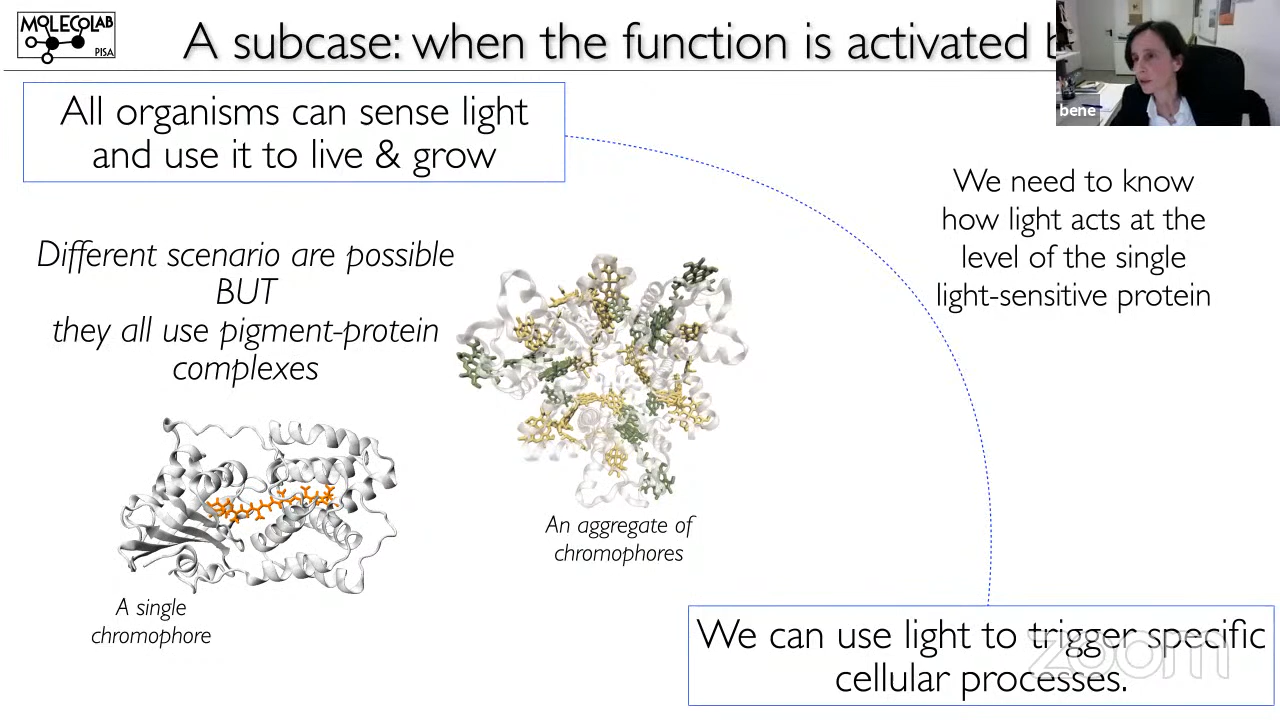 MOLECOLAB
PISA
A subcase: when the function is activated
bene
All organisms can sense light
and use it to live & grow
We need to know
how light acts at the
level of the single
light-sensitive protein
Different scenario are possible
BUT
they all use pigment-protein
complexes
An aggregate of
chromophores
A single
chromophore
We can use light to trigger specific
cellular processes.
zoom